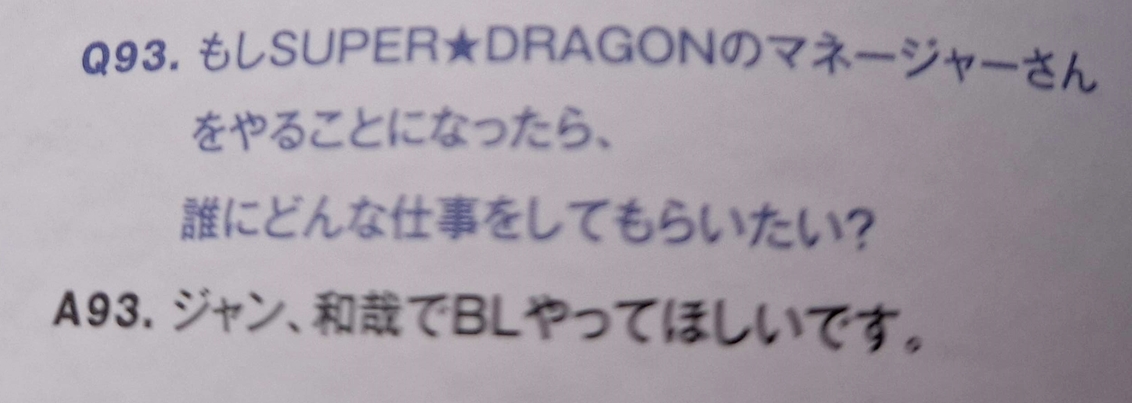 Q93. もしSUPER★DRAGONのマネージャーさん
をやることになったら、
誰にどんな仕事をしてもらいたい?
A93. ジャン、和哉でBLやってほしいです。